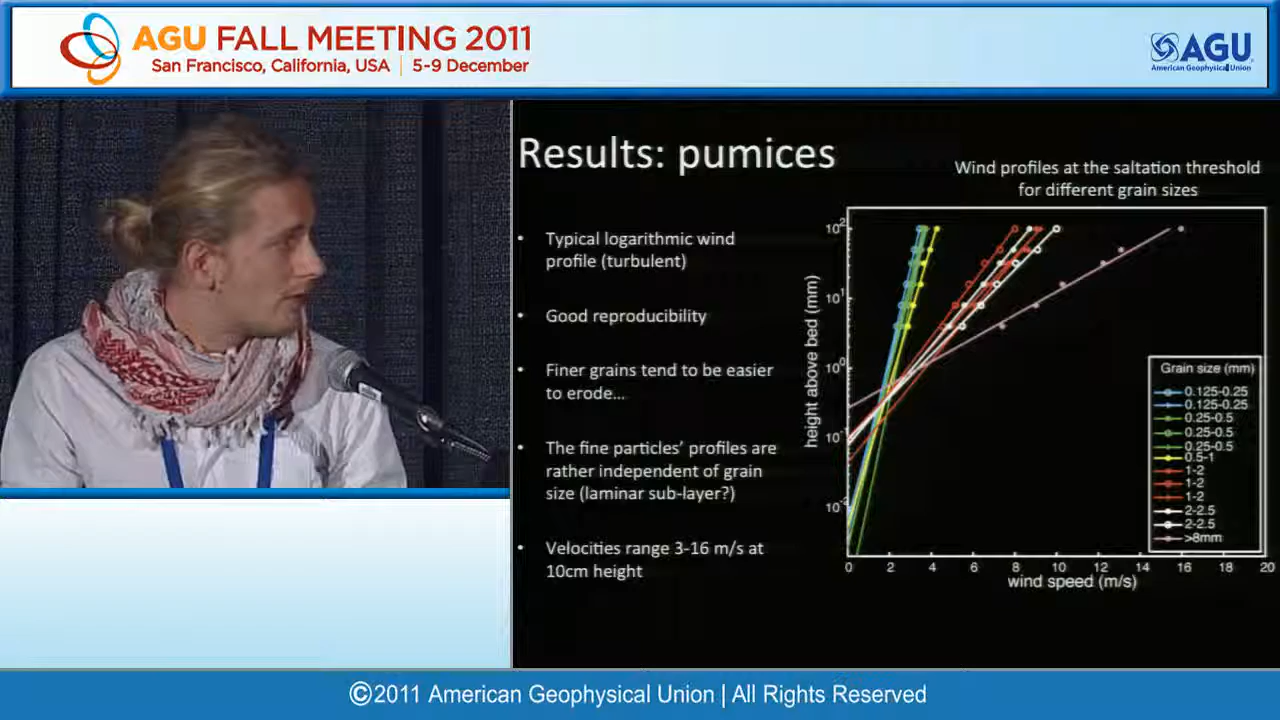 AGU FALL MEETING 2011
San Francisco, California, USA | 5-9 December
AGU
American Geophysical Union
Results: pumices
• Typical logarithmic wind
profile (turbulent)
• Good reproducibility
• Finer grains tend to be easier
to erode…
• The fine particles’ profiles are
rather independent of grain
size (laminar sub-layer?)
• Velocities range 3-16 m/s at
10cm height
Wind profiles at the saltation threshold
for different grain sizes
height above bed (mm)
10²
10¹
10⁰
10⁻¹
10⁻²
Grain size (mm)
0.125-0.25
0.125-0.25
0.25-0.5
0.25-0.5
0.25-0.5
0.5-1
1-2
1-2
1-2
2-2.5
2-2.5
>8mm
0 2 4 6 8 10 12 14 16 18 20
wind speed (m/s)
©2011 American Geophysical Union | All Rights Reserved